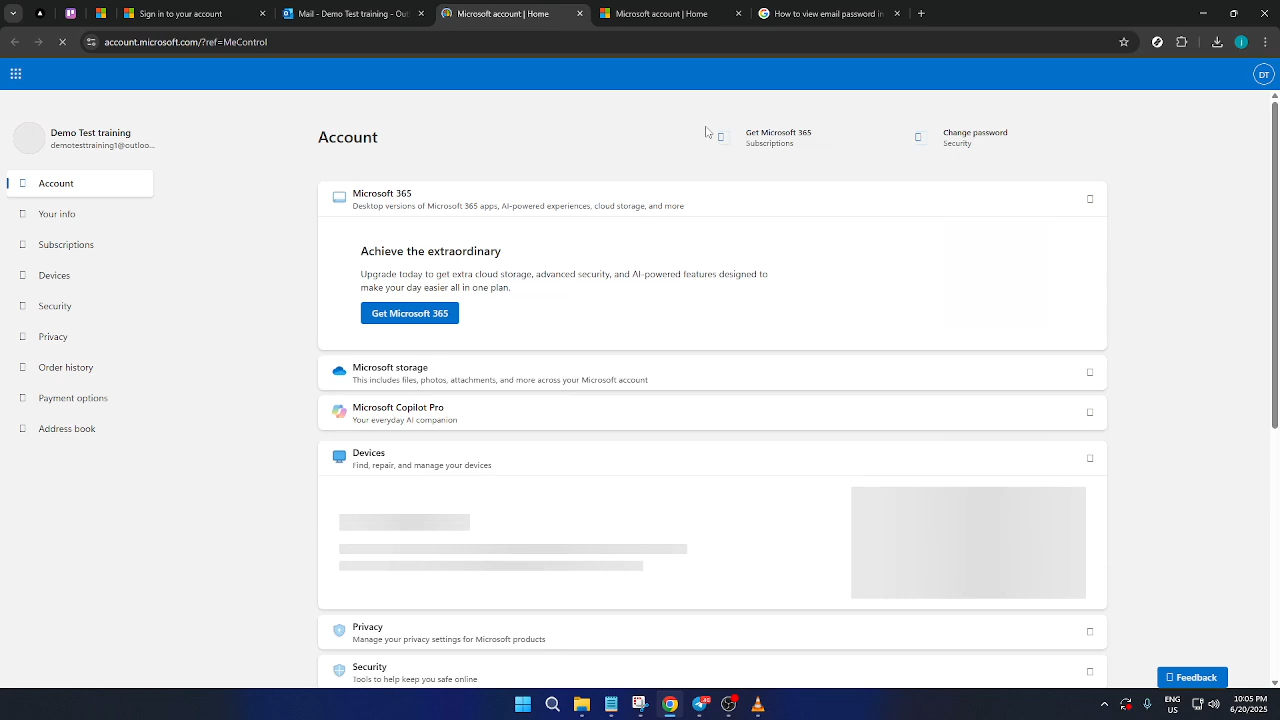 Sign in to your account
Mail - Demo Test training - Out
Microsoft account | Home
Microsoft account | Home
How to view email password in
account.microsoft.com/?ref=MeControl
i
DT
Demo Test training
demotesttraining1@outloo...
Account
Your info
Subscriptions
Devices
Security
Privacy
Order history
Payment options
Address book
Account
Get Microsoft 365
Subscriptions
Change password
Security
Microsoft 365
Desktop versions of Microsoft 365 apps, AI-powered experiences, cloud storage, and more
Achieve the extraordinary
Upgrade today to get extra cloud storage, advanced security, and AI-powered features designed to
make your day easier all in one plan.
Get Microsoft 365
Microsoft storage
This includes files, photos, attachments, and more across your Microsoft account
Microsoft Copilot Pro
Your everyday AI companion
Devices
Find, repair, and manage your devices
Privacy
Manage your privacy settings for Microsoft products
Security
Tools to help keep you safe online
Feedback
ENG
US
10:05 PM
6/20/2025